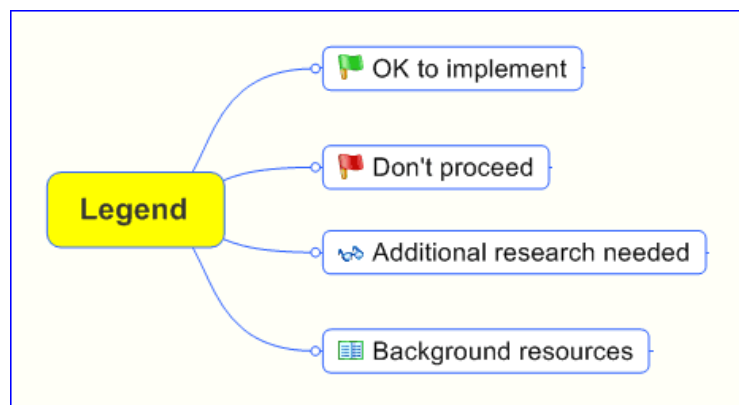 Legend
OK to implement
Don't proceed
Additional research needed
Background resources